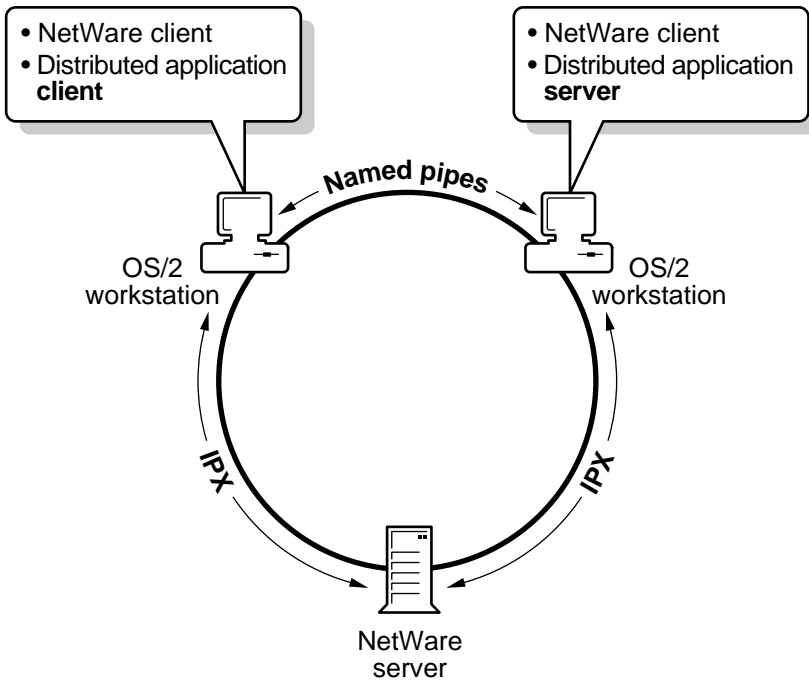 • NetWare client
• Distributed application
client
• NetWare client
• Distributed application
server
Named pipes
OS/2
workstation
OS/2
workstation
IPX
IPX
NetWare
server